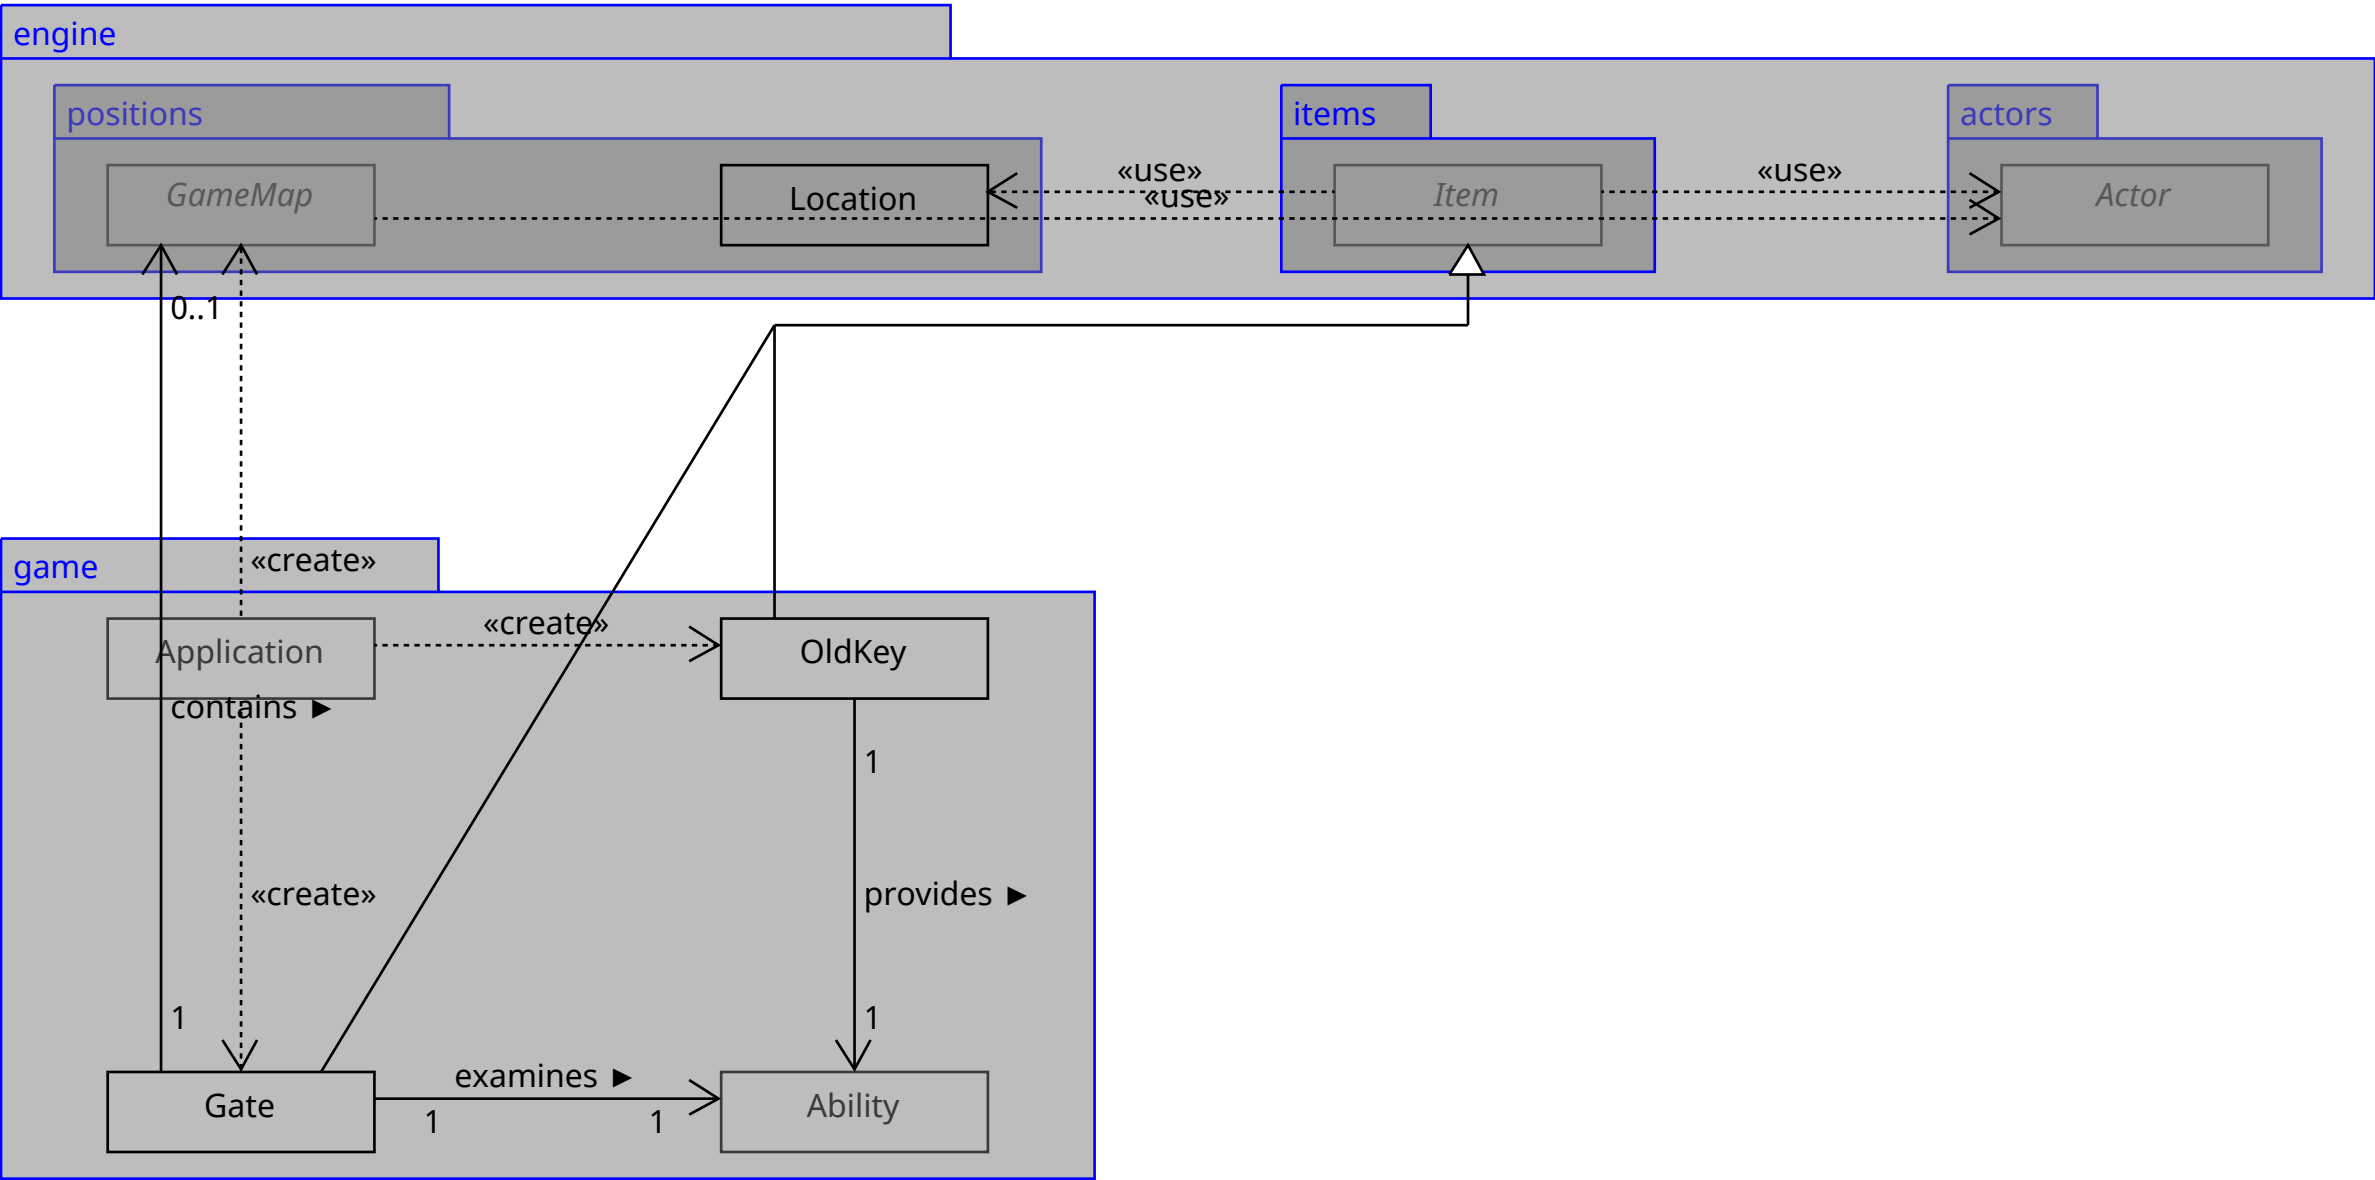 engine
positions
items
actors
GameMap
Location
«use»
«use»
Item
«use»
Actor
0..1
«create»
game
Application
«create»
OldKey
contains ►
1
«create»
provides ►
1
1
examines ►
Gate
1
1
Ability